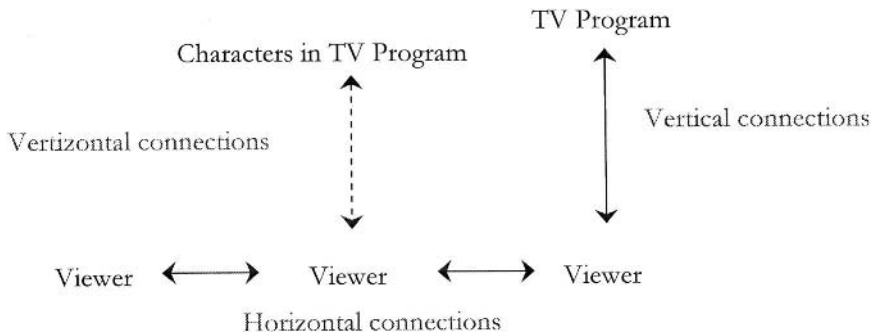 TV Program
Characters in TV Program
Vertical connections
Vertizontal connections
Viewer Viewer Viewer
Horizontal connections